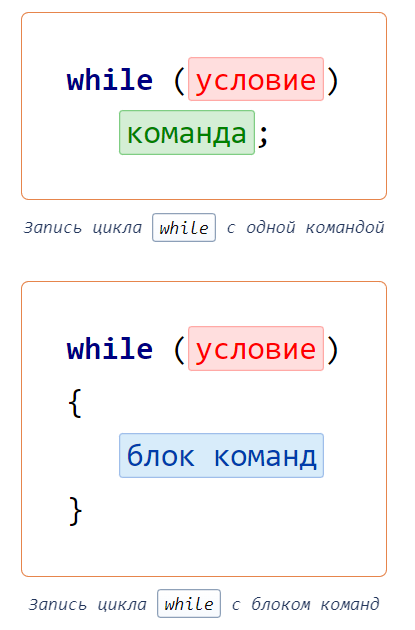 while (условие)
команда;
Запись цикла while с одной командой
while (условие)
{
блок команд
}
Запись цикла while с блоком команд